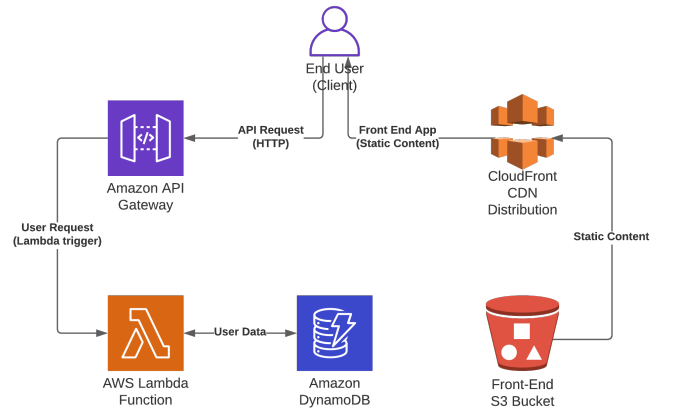 End User
(Client)
API Request
(HTTP)
Front End App
(Static Content)
Amazon API
Gateway
CloudFront
CDN
Distribution
User Request
(Lambda trigger)
Static Content
User Data
AWS Lambda
Function
Amazon
DynamoDB
Front-End
S3 Bucket